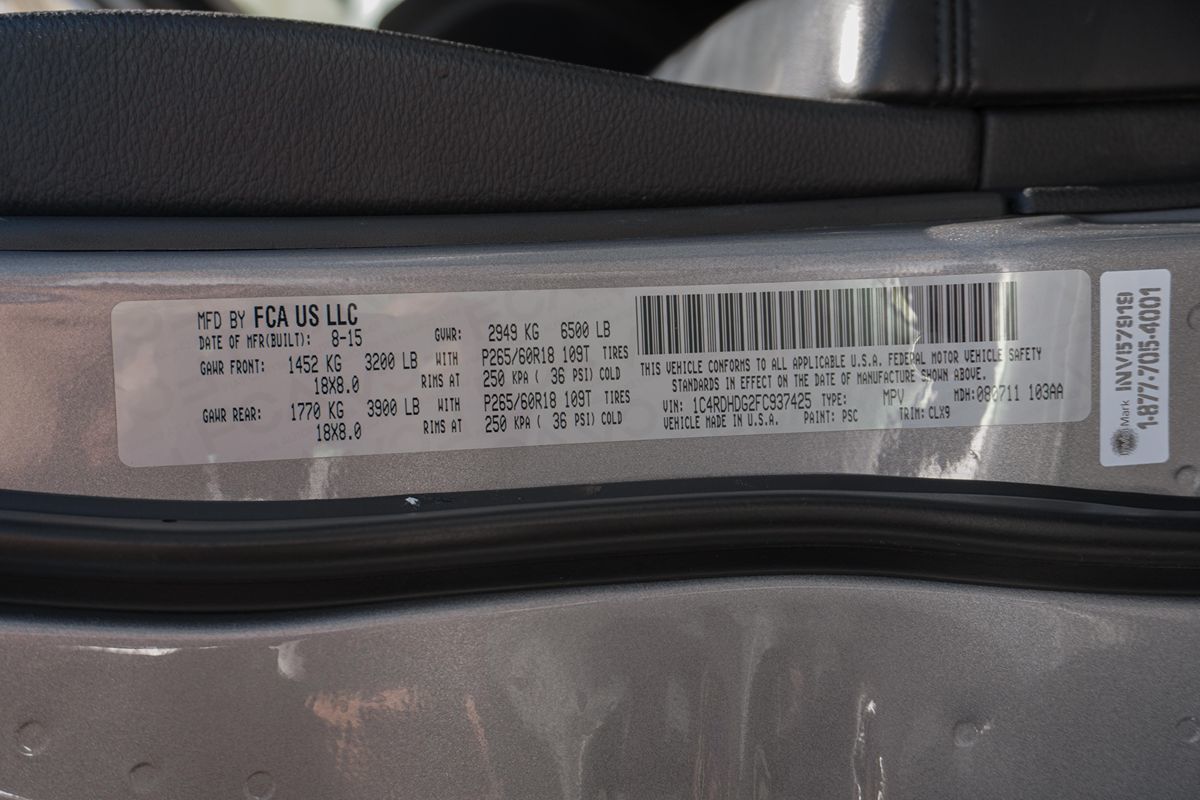 MFD BY FCA US LLC
DATE OF MFR(BUILT): 8-15 GVWR: 2949 KG 6500 LB
GAWR FRONT: 1452 KG 3200 LB WITH P265/60R18 109T TIRES
18X8.0 RIMS AT 250 KPA ( 36 PSI) COLD
GAWR REAR: 1770 KG 3900 LB WITH P265/60R18 109T TIRES
18X8.0 RIMS AT 250 KPA ( 36 PSI) COLD
THIS VEHICLE CONFORMS TO ALL APPLICABLE U.S.A. FEDERAL MOTOR VEHICLE SAFETY
STANDARDS IN EFFECT ON THE DATE OF MANUFACTURE SHOWN ABOVE.
VIN: 1C4RDHDG2FC937425 TYPE: MPV MDH: 080711 103AA
VEHICLE MADE IN U.S.A. PAINT: PSC TRIM: CLX9
Mark INV157919
1-877-705-4001